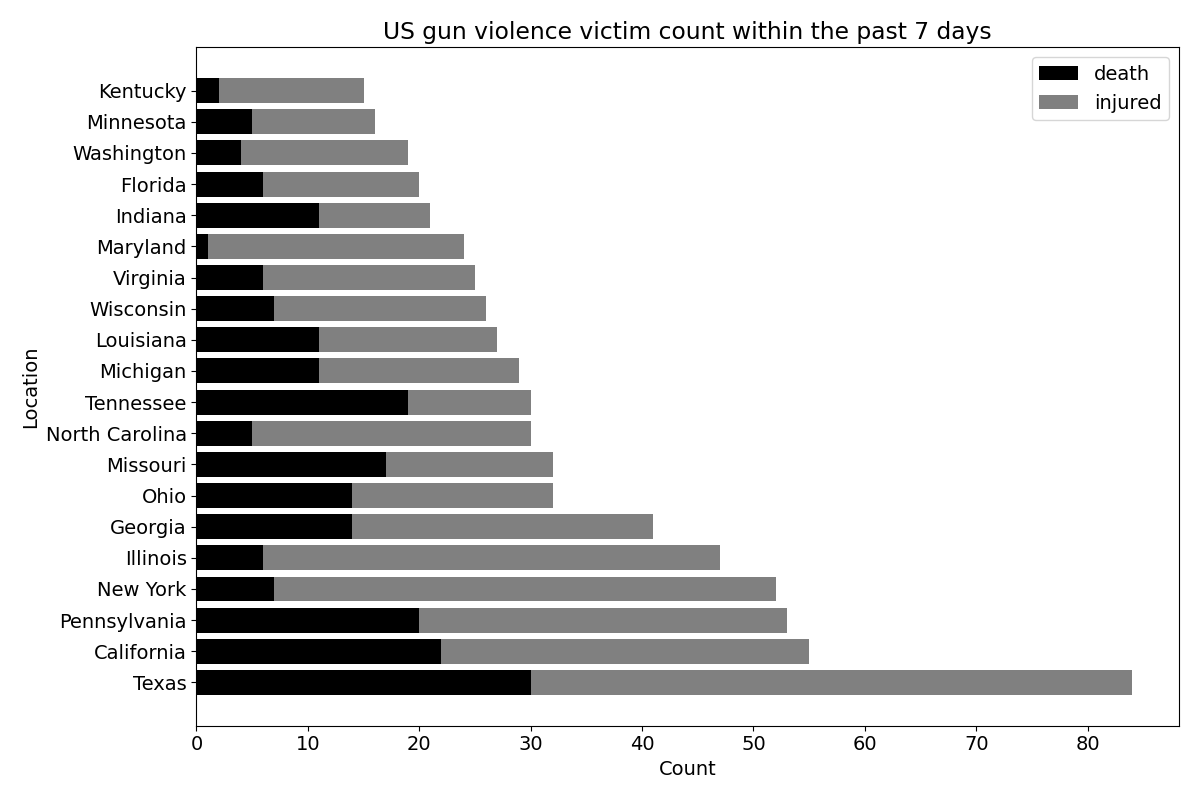 US gun violence victim count within the past 7 days
death
injured
Location
Kentucky
Minnesota
Washington
Florida
Indiana
Maryland
Virginia
Wisconsin
Louisiana
Michigan
Tennessee
North Carolina
Missouri
Ohio
Georgia
Illinois
New York
Pennsylvania
California
Texas
0 10 20 30 40 50 60 70 80
Count